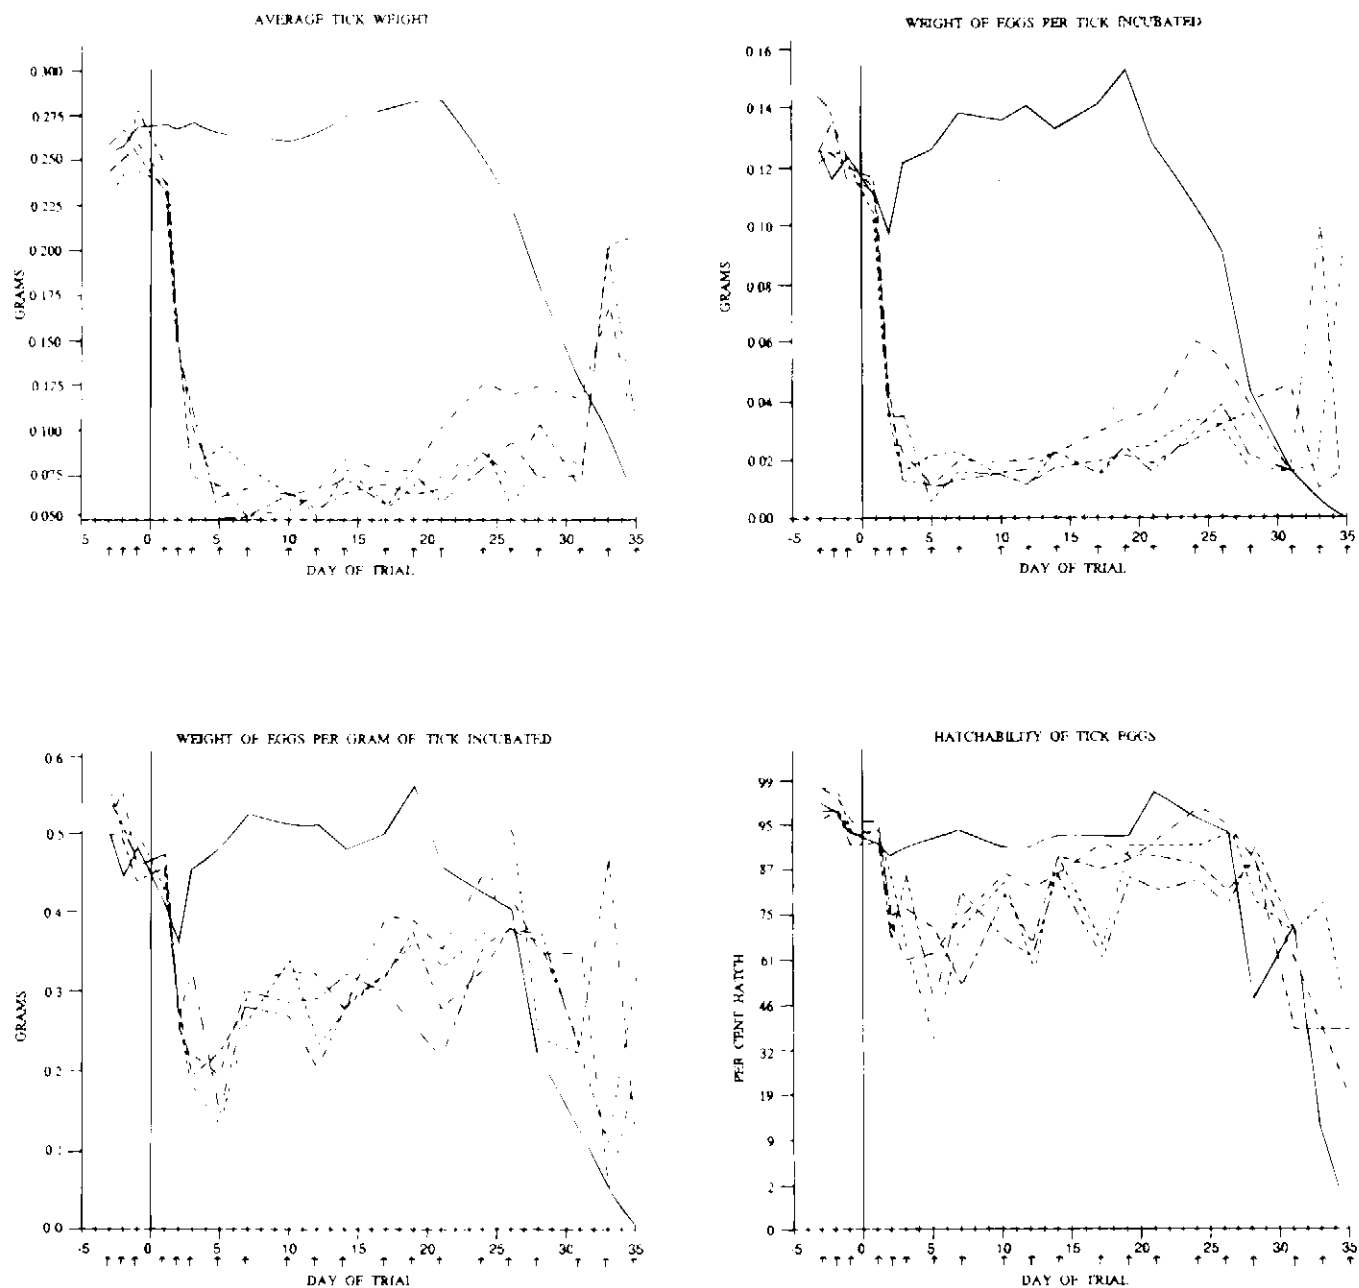 AVERAGE TICK WEIGHT
0.300
0.275
0.250
0.225
0.200
0.175
0.150
0.125
0.100
0.075
0.050
GRAMS
-5 0 5 10 15 20 25 30 35
DAY OF TRIAL
WEIGHT OF EGGS PER TICK INCUBATED
0.16
0.14
0.12
0.10
0.08
0.06
0.04
0.02
0.00
GRAMS
-5 0 5 10 15 20 25 30 35
DAY OF TRIAL
WEIGHT OF EGGS PER GRAM OF TICK INCUBATED
0.6
0.5
0.4
0.3
0.2
0.1
0.0
GRAMS
-5 0 5 10 15 20 25 30 35
DAY OF TRIAL
HATCHABILITY OF TICK EGGS
99
95
87
75
61
46
32
19
9
2
0
PER CENT HATCH
-5 0 5 10 15 20 25 30 35
DAY OF TRIAL